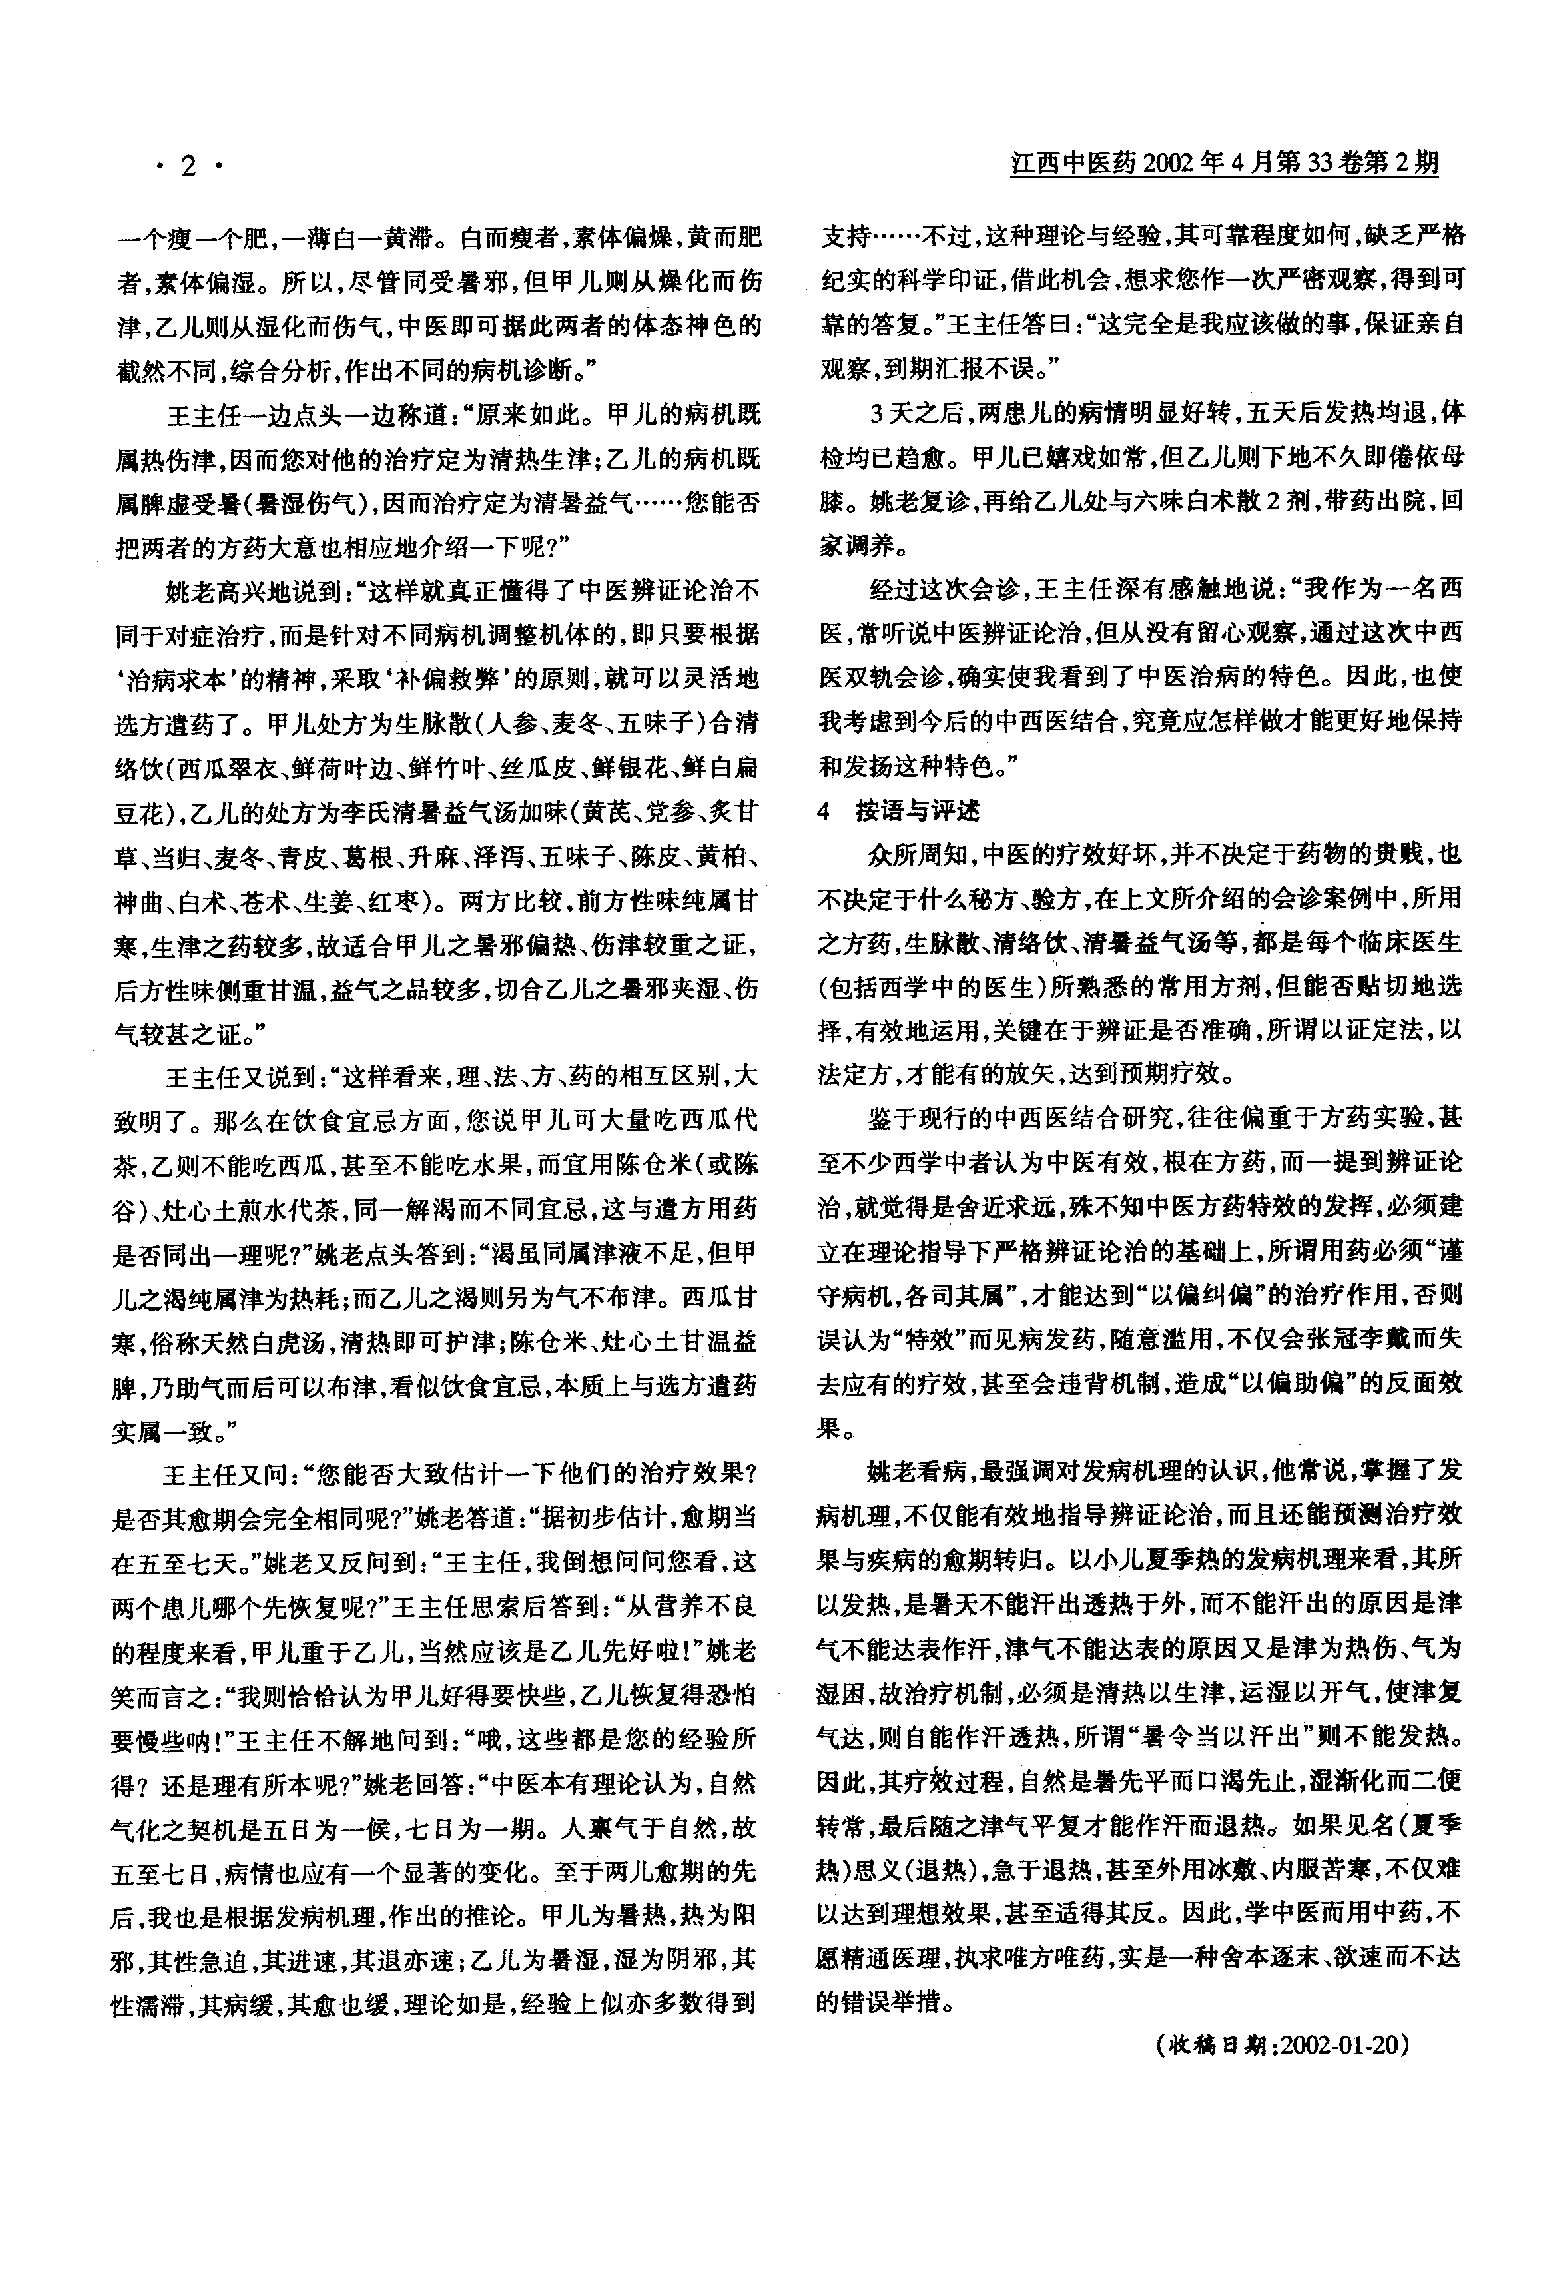 · 2 ·
江西中医药 2002 年 4 月第 33 卷第 2 期
一个瘦一个肥,一薄白一黄滞。白而瘦者,素体偏燥,黄而肥
者,素体偏湿。所以,尽管同受暑邪,但甲儿则从燥化而伤
津,乙儿则从湿化而伤气,中医即可据此两者的体态神色的
截然不同,综合分析,作出不同的病机诊断。”
王主任一边点头一边称道:“原来如此。甲儿的病机既
属热伤津,因而您对他的治疗定为清热生津;乙儿的病机既
属脾虚受暑(暑湿伤气),因而治疗定为清暑益气……您能否
把两者的方药大意也相应地介绍一下呢?”
姚老高兴地说到:“这样就真正懂得了中医辨证论治不
同于对症治疗,而是针对不同病机调整机体的,即只要根据
‘治病求本’的精神,采取‘补偏救弊’的原则,就可以灵活地
选方遣药了。甲儿处方为生脉散(人参、麦冬、五味子)合清
络饮(西瓜翠衣、鲜荷叶边、鲜竹叶、丝瓜皮、鲜银花、鲜白扁
豆花),乙儿的处方为李氏清暑益气汤加味(黄芪、党参、炙甘
草、当归、麦冬、青皮、葛根、升麻、泽泻、五味子、陈皮、黄柏、
神曲、白术、苍术、生姜、红枣)。两方比较,前方性味纯属甘
寒,生津之药较多,故适合甲儿之暑邪偏热、伤津较重之证,
后方性味侧重甘温,益气之品较多,切合乙儿之暑邪夹湿、伤
气较甚之证。”
王主任又说到:“这样看来,理、法、方、药的相互区别,大
致明了。那么在饮食宜忌方面,您说甲儿可大量吃西瓜代
茶,乙则不能吃西瓜,甚至不能吃水果,而宜用陈仓米(或陈
谷)、灶心土煎水代茶,同一解渴而不同宜忌,这与遣方用药
是否同出一理呢?”姚老点头答到:“渴虽同属津液不足,但甲
儿之渴纯属津为热耗;而乙儿之渴则另为气不布津。西瓜甘
寒,俗称天然白虎汤,清热即可护津;陈仓米、灶心土甘温益
脾,乃助气而后可以布津,看似饮食宜忌,本质上与选方遣药
实属一致。”
王主任又问:“您能否大致估计一下他们的治疗效果?
是否其愈期会完全相同呢?”姚老答道:“据初步估计,愈期当
在五至七天。”姚老又反问到:“王主任,我倒想问问您看,这
两个患儿哪个先恢复呢?”王主任思索后答到:“从营养不良
的程度来看,甲儿重于乙儿,当然应该是乙儿先好啦!”姚老
笑而言之:“我则恰恰认为甲儿好得要快些,乙儿恢复得恐怕
要慢些呐!”王主任不解地问到:“哦,这些都是您的经验所
得? 还是理有所本呢?”姚老回答:“中医本有理论认为,自然
气化之契机是五日为一候,七日为一期。人禀气于自然,故
五至七日,病情也应有一个显著的变化。至于两儿愈期的先
后,我也是根据发病机理,作出的推论。甲儿为暑热,热为阳
邪,其性急迫,其进速,其退亦速;乙儿为暑湿,湿为阴邪,其
性濡滞,其病缓,其愈也缓,理论如是,经验上似亦多数得到
支持……不过,这种理论与经验,其可靠程度如何,缺乏严格
纪实的科学印证,借此机会,想求您作一次严密观察,得到可
靠的答复。”王主任答曰:“这完全是我应该做的事,保证亲自
观察,到期汇报不误。”
3 天之后,两患儿的病情明显好转,五天后发热均退,体
检均已趋愈。甲儿已嬉戏如常,但乙儿则下地不久即倦依母
膝。姚老复诊,再给乙儿处与六味白术散 2 剂,带药出院,回
家调养。
经过这次会诊,王主任深有感触地说:“我作为一名西
医,常听说中医辨证论治,但从没有留心观察,通过这次中西
医双轨会诊,确实使我看到了中医治病的特色。因此,也使
我考虑到今后的中西医结合,究竟应怎样做才能更好地保持
和发扬这种特色。”
4 按语与评述
众所周知,中医的疗效好坏,并不决定于药物的贵贱,也
不决定于什么秘方、验方,在上文所介绍的会诊案例中,所用
之方药,生脉散、清络饮、清暑益气汤等,都是每个临床医生
(包括西学中的医生)所熟悉的常用方剂,但能否贴切地选
择,有效地运用,关键在于辨证是否准确,所谓以证定法,以
法定方,才能有的放矢,达到预期疗效。
鉴于现行的中西医结合研究,往往偏重于方药实验,甚
至不少西学中者认为中医有效,根在方药,而一提到辨证论
治,就觉得是舍近求远,殊不知中医方药特效的发挥,必须建
立在理论指导下严格辨证论治的基础上,所谓用药必须“谨
守病机,各司其属”,才能达到“以偏纠偏”的治疗作用,否则
误认为“特效”而见病发药,随意滥用,不仅会张冠李戴而失
去应有的疗效,甚至会违背机制,造成“以偏助偏”的反面效
果。
姚老看病,最强调对发病机理的认识,他常说,掌握了发
病机理,不仅能有效地指导辨证论治,而且还能预测治疗效
果与疾病的愈期转归。以小儿夏季热的发病机理来看,其所
以发热,是暑天不能汗出透热于外,而不能汗出的原因是津
气不能达表作汗,津气不能达表的原因又是津为热伤、气为
湿困,故治疗机制,必须是清热以生津,运湿以开气,使津复
气达,则自能作汗透热,所谓“暑令当以汗出”则不能发热。
因此,其疗效过程,自然是暑先平而口渴先止,湿渐化而二便
转常,最后随之津气平复才能作汗而退热。如果见名(夏季
热)思义(退热),急于退热,甚至外用冰敷、内服苦寒,不仅难
以达到理想效果,甚至适得其反。因此,学中医而用中药,不
愿精通医理,执求唯方唯药,实是一种舍本逐末、欲速而不达
的错误举措。
(收稿日期:2002-01-20)